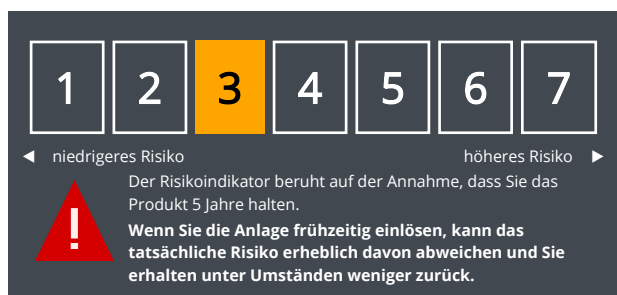 1 2 3 4 5 6 7
◀ niedrigeres Risiko höheres Risiko ▶
Der Risikoindikator beruht auf der Annahme, dass Sie das
Produkt 5 Jahre halten.
!
Wenn Sie die Anlage frühzeitig einlösen, kann das
tatsächliche Risiko erheblich davon abweichen und Sie
erhalten unter Umständen weniger zurück.